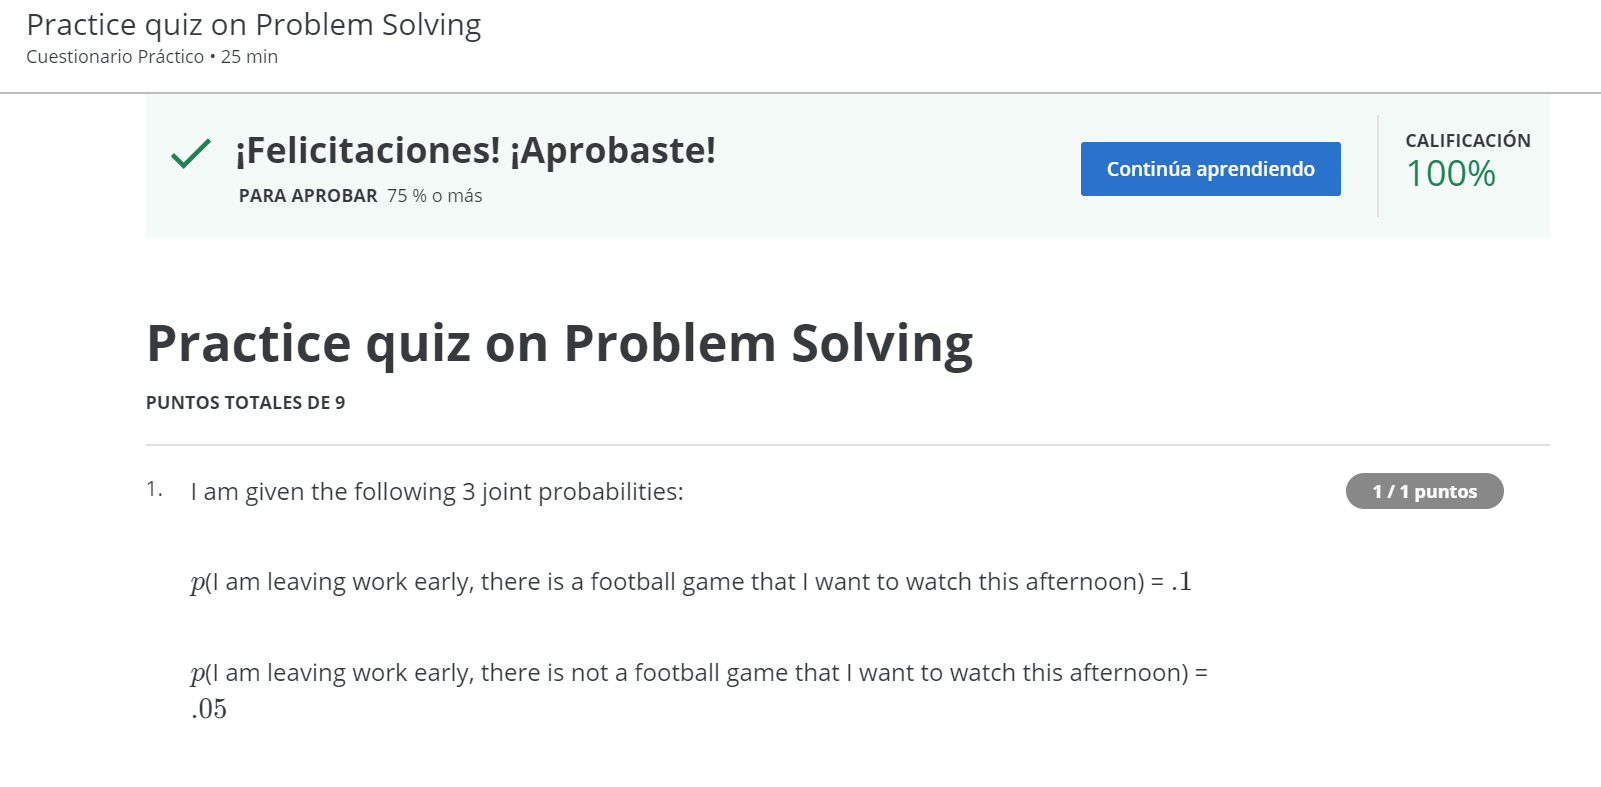 Practice quiz on Problem Solving
Cuestionario Práctico • 25 min
¡Felicitaciones! ¡Aprobaste!
PARA APROBAR 75 % o más
Continúa aprendiendo
CALIFICACIÓN
100%
Practice quiz on Problem Solving
PUNTOS TOTALES DE 9
1. I am given the following 3 joint probabilities:
1 / 1 puntos
p(I am leaving work early, there is a football game that I want to watch this afternoon) = .1
p(I am leaving work early, there is not a football game that I want to watch this afternoon) =
.05